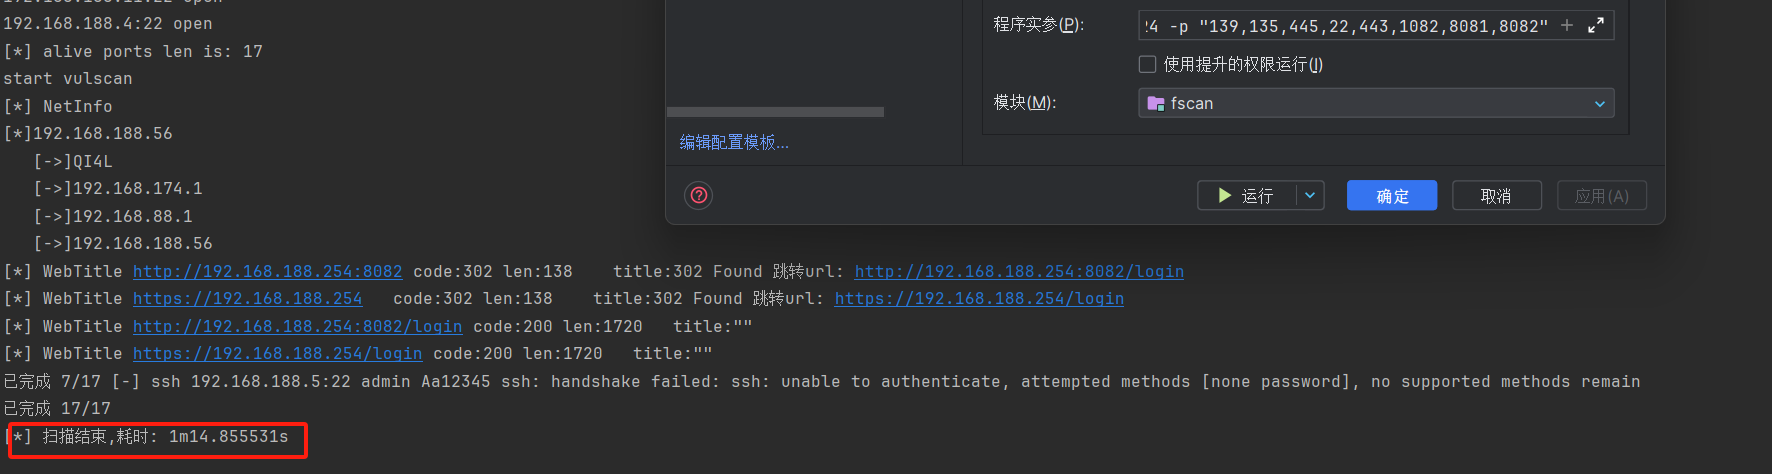 192.168.188.4:22 open
[*] alive ports len is: 17
start vulscan
[*] NetInfo
[*]192.168.188.56
[->]QI4L
[->]192.168.174.1
[->]192.168.88.1
[->]192.168.188.56
[*] WebTitle http://192.168.188.254:8082 code:302 len:138 title:302 Found 跳转url: http://192.168.188.254:8082/login
[*] WebTitle https://192.168.188.254 code:302 len:138 title:302 Found 跳转url: https://192.168.188.254/login
[*] WebTitle http://192.168.188.254:8082/login code:200 len:1720 title:""
[*] WebTitle https://192.168.188.254/login code:200 len:1720 title:""
已完成 7/17 [-] ssh 192.168.188.5:22 admin Aa12345 ssh: handshake failed: ssh: unable to authenticate, attempted methods [none password], no supported methods remain
已完成 17/17
[*] 扫描结束,耗时: 1m14.855531s
程序实参(P):
24 -p "139,135,445,22,443,1082,8081,8082"
使用提升的权限运行(I)
模块(M):
fscan
编辑配置模板...
运行
确定
取消
应用(A)